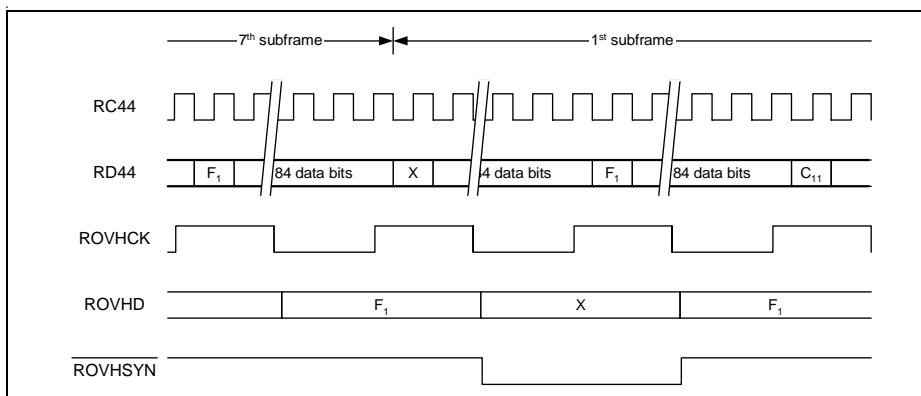 7th subframe 1st subframe
RC44
RD44 F1 84 data bits X 4 data bits F1 84 data bits C11
ROVHCK
ROVHD F1 X F1
ROVHSYN